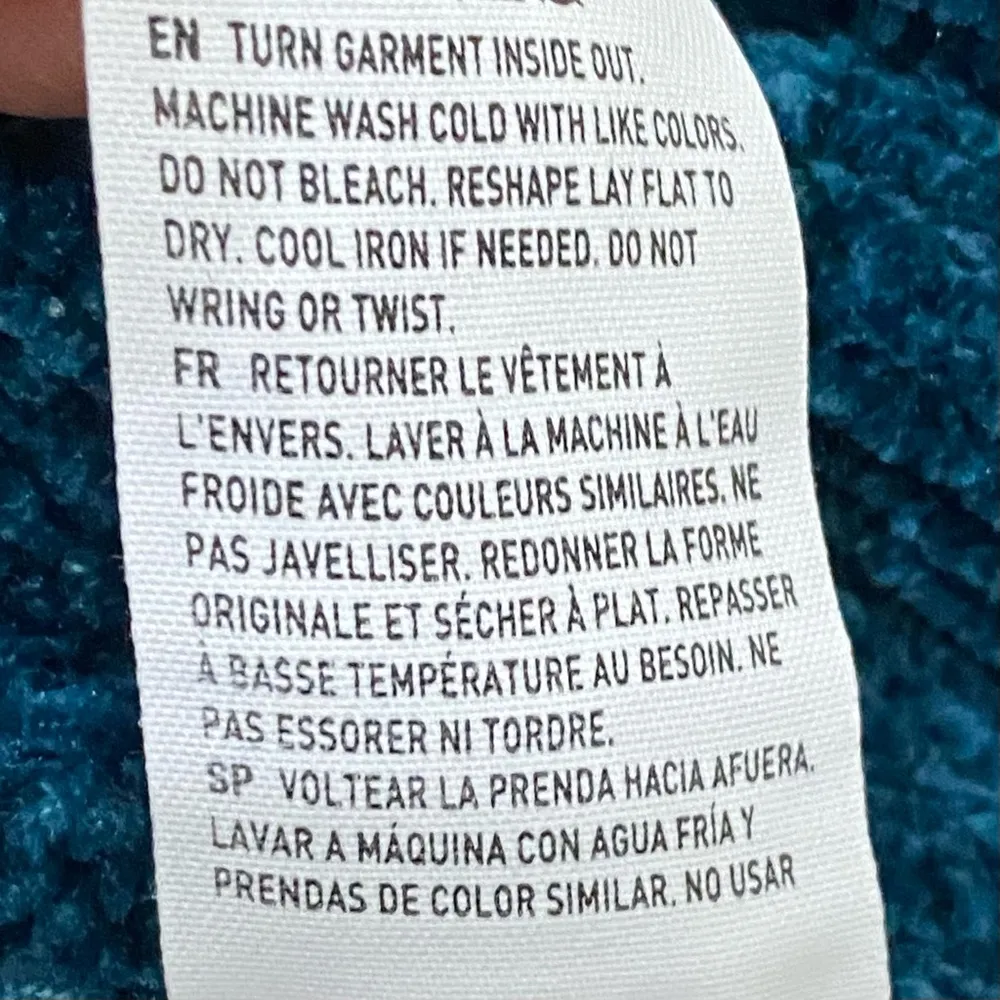 EN TURN GARMENT INSIDE OUT.
MACHINE WASH COLD WITH LIKE COLORS.
DO NOT BLEACH. RESHAPE LAY FLAT TO
DRY. COOL IRON IF NEEDED. DO NOT
WRING OR TWIST.
FR RETOURNER LE VÊTEMENT À
L'ENVERS. LAVER À LA MACHINE À L'EAU
FROIDE AVEC COULEURS SIMILAIRES. NE
PAS JAVELLISER. REDONNER LA FORME
ORIGINALE ET SÉCHER À PLAT. REPASSER
À BASSE TEMPÉRATURE AU BESOIN. NE
PAS ESSORER NI TORDRE.
SP VOLTEAR LA PRENDA HACIA AFUERA.
LAVAR A MÁQUINA CON AGUA FRÍA Y
PRENDAS DE COLOR SIMILAR. NO USAR